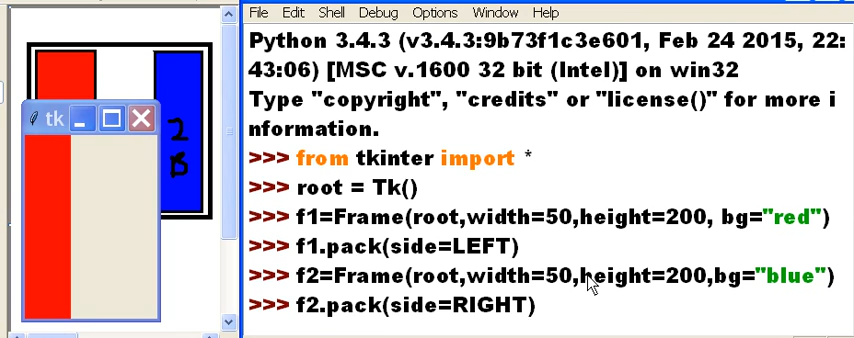 File Edit Shell Debug Options Window Help
Python 3.4.3 (v3.4.3:9b73f1c3e601, Feb 24 2015, 22:
43:06) [MSC v.1600 32 bit (Intel)] on win32
Type "copyright", "credits" or "license()" for more i
nformation.
>>> from tkinter import *
>>> root = Tk()
>>> f1=Frame(root,width=50,height=200, bg="red")
>>> f1.pack(side=LEFT)
>>> f2=Frame(root,width=50,height=200,bg="blue")
>>> f2.pack(side=RIGHT)
tk
2
B